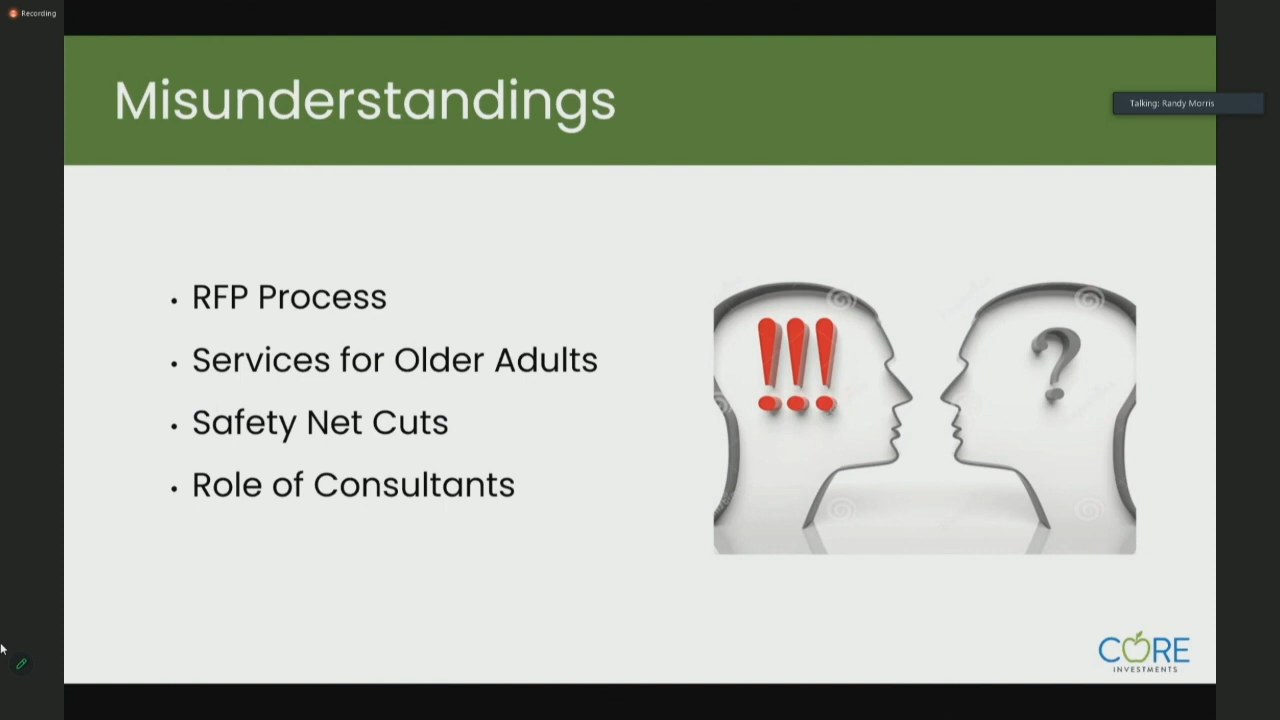 Recording
Misunderstandings
Talking: Randy Morris
• RFP Process
• Services for Older Adults
• Safety Net Cuts
• Role of Consultants
!!!
?
CORE
INVESTMENTS